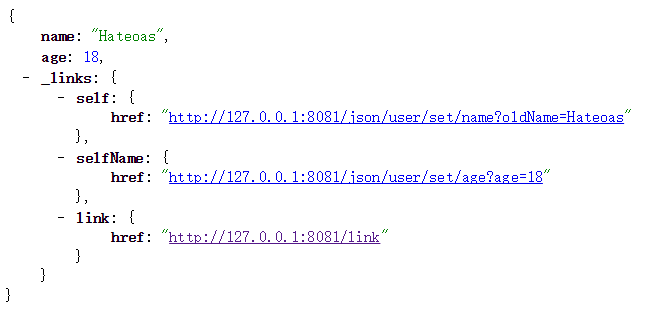 {
name: "Hateoas",
age: 18,
- _links: {
- self: {
href: "http://127.0.0.1:8081/json/user/set/name?oldName=Hateoas"
},
- selfName: {
href: "http://127.0.0.1:8081/json/user/set/age?age=18"
},
- link: {
href: "http://127.0.0.1:8081/link"
}
}
}